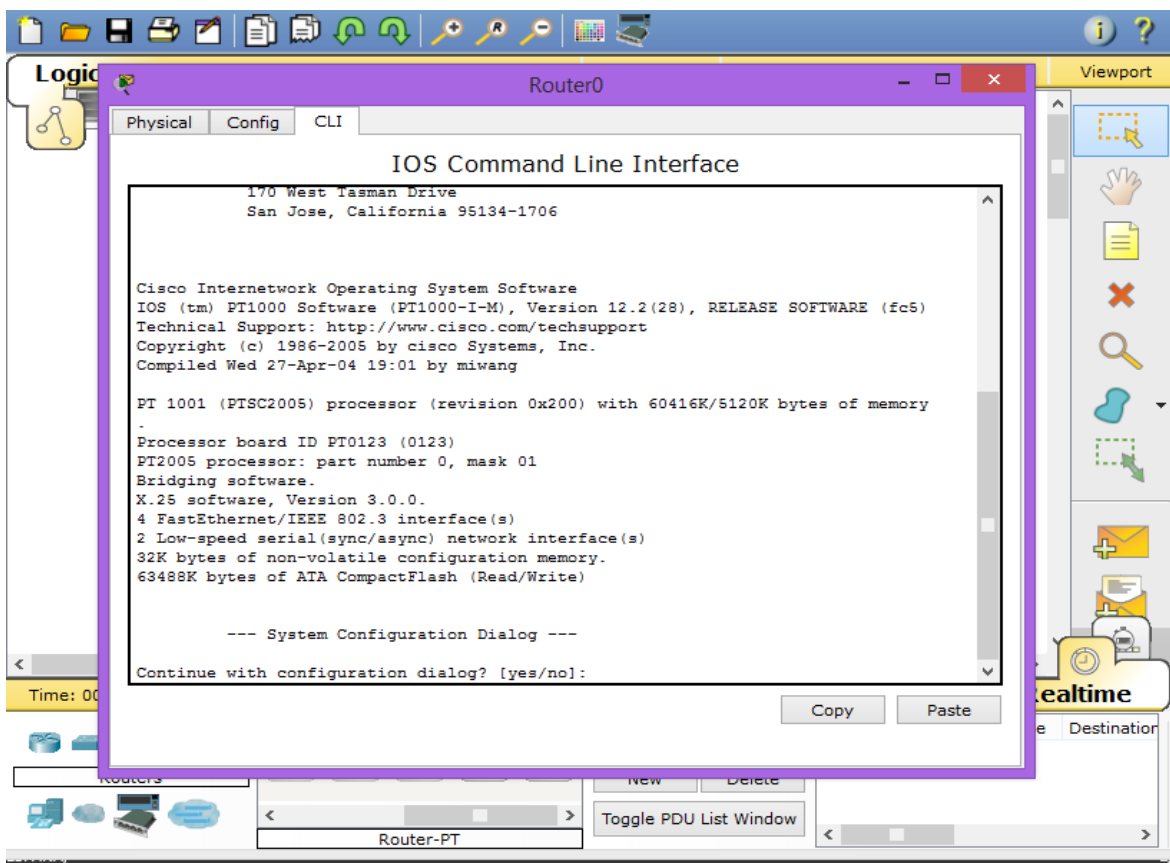 Logic
Router0
Viewport
Physical
Config
CLI
IOS Command Line Interface
170 West Tasman Drive
San Jose, California 95134-1706
Cisco Internetwork Operating System Software
IOS (tm) PT1000 Software (PT1000-I-M), Version 12.2(28), RELEASE SOFTWARE (fc5)
Technical Support: http://www.cisco.com/techsupport
Copyright (c) 1986-2005 by cisco Systems, Inc.
Compiled Wed 27-Apr-04 19:01 by miwang
PT 1001 (PTSC2005) processor (revision 0x200) with 60416K/5120K bytes of memory
.
Processor board ID PT0123 (0123)
PT2005 processor: part number 0, mask 01
Bridging software.
X.25 software, Version 3.0.0.
4 FastEthernet/IEEE 802.3 interface(s)
2 Low-speed serial(sync/async) network interface(s)
32K bytes of non-volatile configuration memory.
63488K bytes of ATA CompactFlash (Read/Write)
--- System Configuration Dialog ---
Continue with configuration dialog? [yes/no]:
Time: 00
ealtime
Copy
Paste
e
Destination
Routers
New
Delete
Toggle PDU List Window
Router-PT